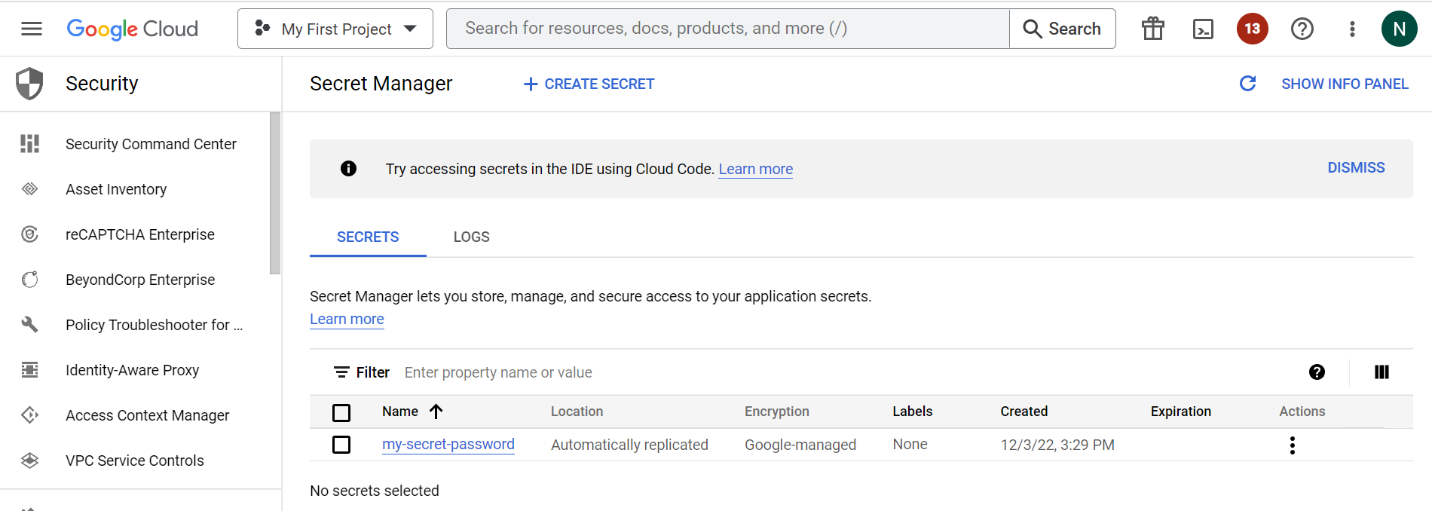 Google Cloud
My First Project
Search for resources, docs, products, and more (/)
Search
13
N
Security
Secret Manager
CREATE SECRET
SHOW INFO PANEL
Security Command Center
Asset Inventory
reCAPTCHA Enterprise
BeyondCorp Enterprise
Policy Troubleshooter for ...
Identity-Aware Proxy
Access Context Manager
VPC Service Controls
Try accessing secrets in the IDE using Cloud Code. Learn more
DISMISS
SECRETS LOGS
Secret Manager lets you store, manage, and secure access to your application secrets.
Learn more
Filter Enter property name or value
Name Location Encryption Labels Created Expiration Actions
my-secret-password Automatically replicated Google-managed None 12/3/22, 3:29 PM
No secrets selected